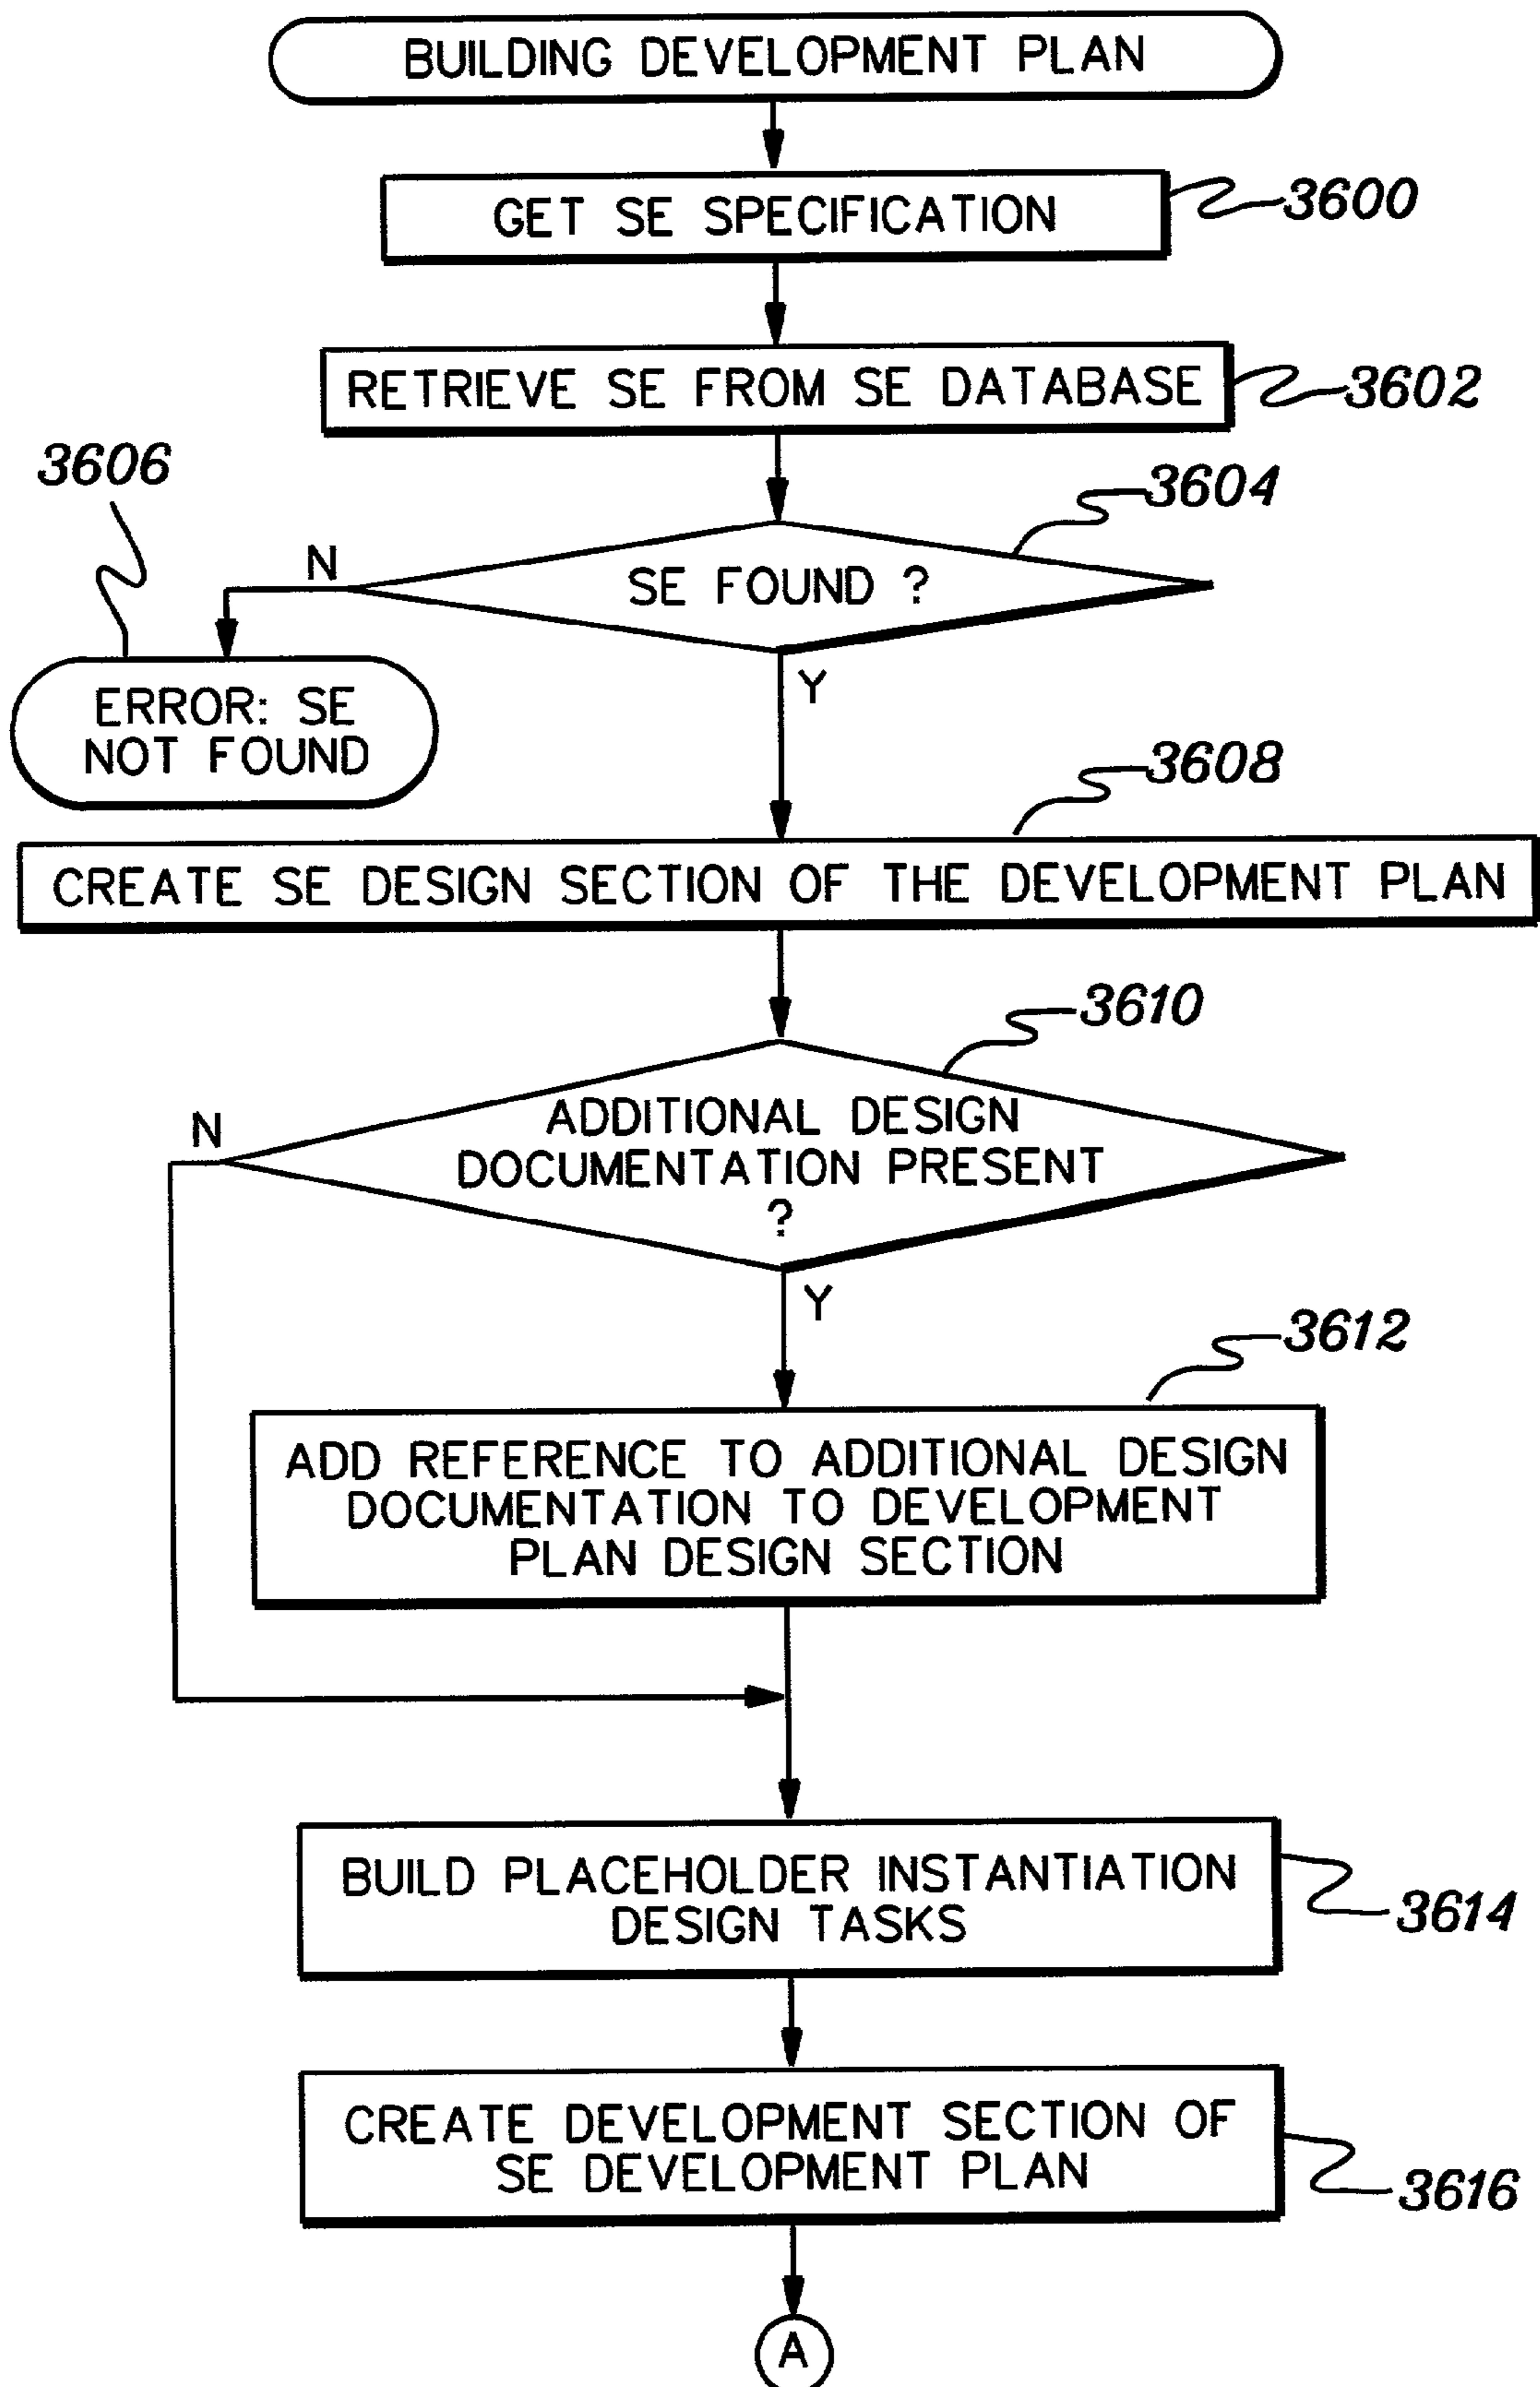 BUILDING DEVELOPMENT PLAN
GET SE SPECIFICATION
3600
RETRIEVE SE FROM SE DATABASE
3602
3606
3604
N
SE FOUND ?
Y
ERROR: SE
NOT FOUND
3608
CREATE SE DESIGN SECTION OF THE DEVELOPMENT PLAN
3610
N
ADDITIONAL DESIGN
DOCUMENTATION PRESENT
?
Y
3612
ADD REFERENCE TO ADDITIONAL DESIGN
DOCUMENTATION TO DEVELOPMENT
PLAN DESIGN SECTION
BUILD PLACEHOLDER INSTANTIATION
DESIGN TASKS
3614
CREATE DEVELOPMENT SECTION OF
SE DEVELOPMENT PLAN
3616
A